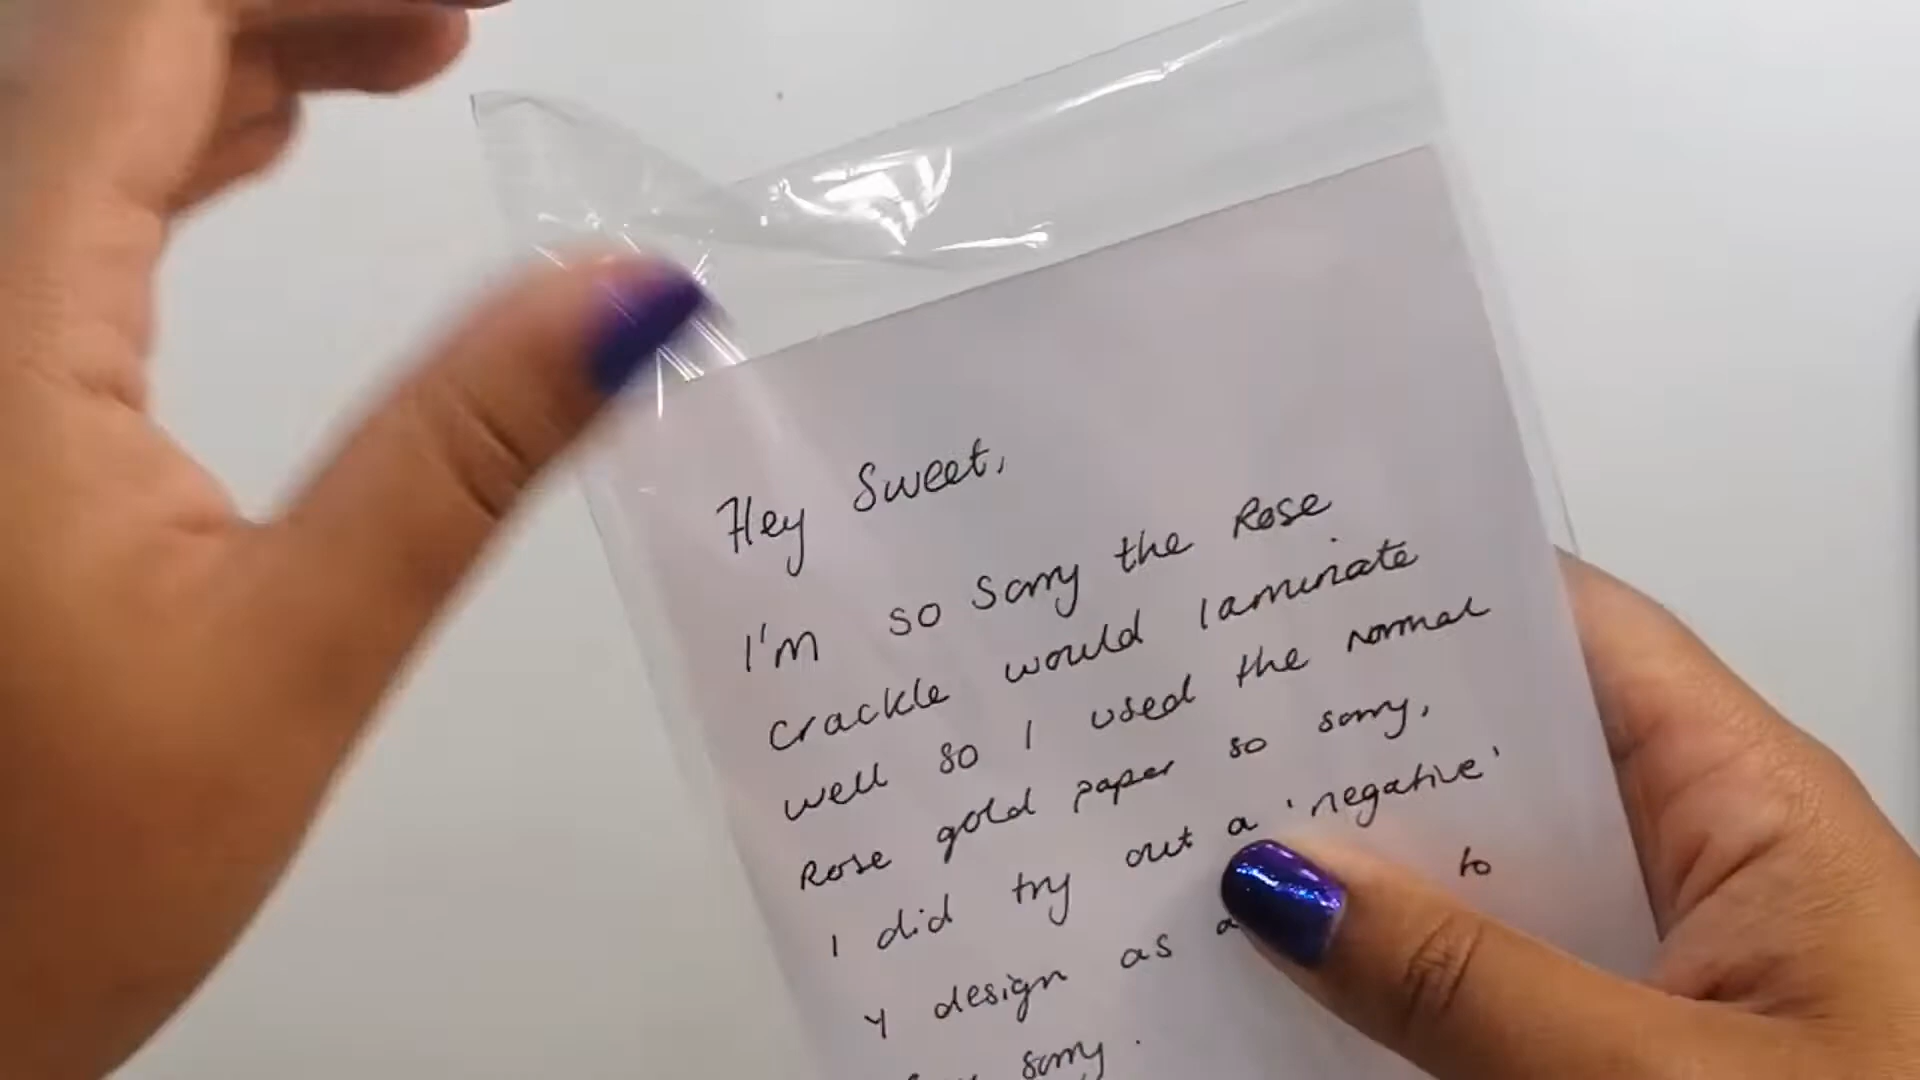 Hey Sweet,
I'm so sorry the Rose
crackle would laminate
well so I used the normal
Rose gold paper so sorry,
I did try out a 'negative'
y design as a to
sorry.